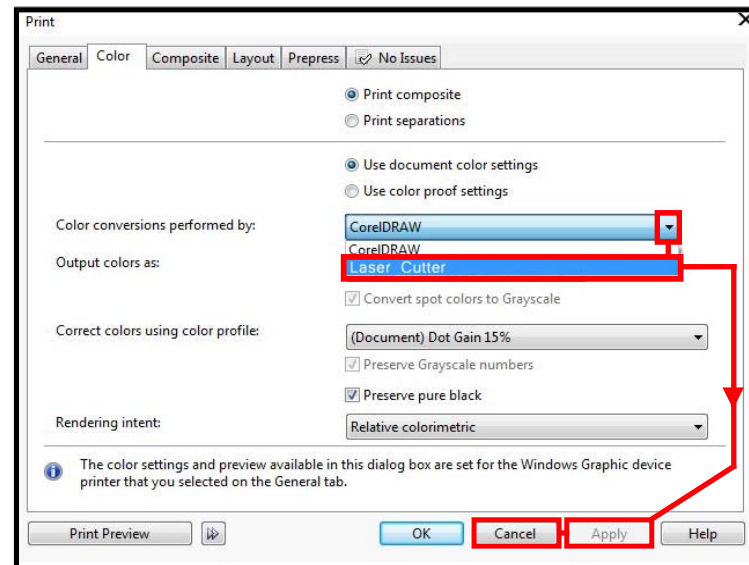 Print X
General Color Composite Layout Prepress No Issues
Print composite
Print separations
Use document color settings
Use color proof settings
Color conversions performed by: CorelDRAW
CorelDRAW
Output colors as: Laser Cutter
Convert spot colors to Grayscale
Correct colors using color profile: (Document) Dot Gain 15%
Preserve Grayscale numbers
Preserve pure black
Rendering intent: Relative colorimetric
The color settings and preview available in this dialog box are set for the Windows Graphic device
printer that you selected on the General tab.
Print Preview OK Cancel Apply Help